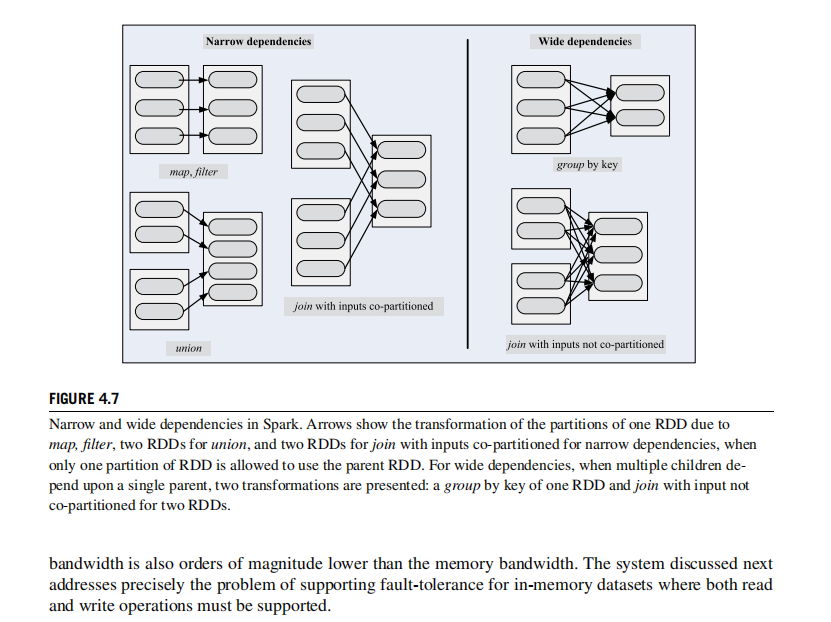 Narrow dependencies
Wide dependencies
map, filter
group by key
union
join with inputs co-partitioned
join with inputs not co-partitioned
FIGURE 4.7
Narrow and wide dependencies in Spark. Arrows show the transformation of the partitions of one RDD due to
map, filter, two RDDs for union, and two RDDs for join with inputs co-partitioned for narrow dependencies, when
only one partition of RDD is allowed to use the parent RDD. For wide dependencies, when multiple children de-
pend upon a single parent, two transformations are presented: a group by key of one RDD and join with input not
co-partitioned for two RDDs.
bandwidth is also orders of magnitude lower than the memory bandwidth. The system discussed next
addresses precisely the problem of supporting fault-tolerance for in-memory datasets where both read
and write operations must be supported.